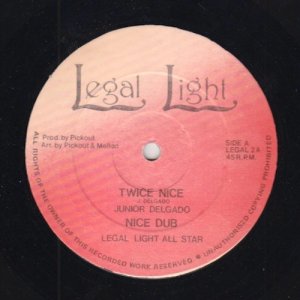 Legal Light
Prod. by Pickout
Arr. by Pickout & Melton
SIDE A
LEGAL 2A
45 R.P.M.
TWICE NICE
J. DELGADO
JUNIOR DELGADO
NICE DUB
LEGAL LIGHT ALL STAR
ALL RIGHTS OF THE OWNER OF THIS RECORDED WORK RESERVED ★ UNAUTHORISED COPYING PROHIBITED